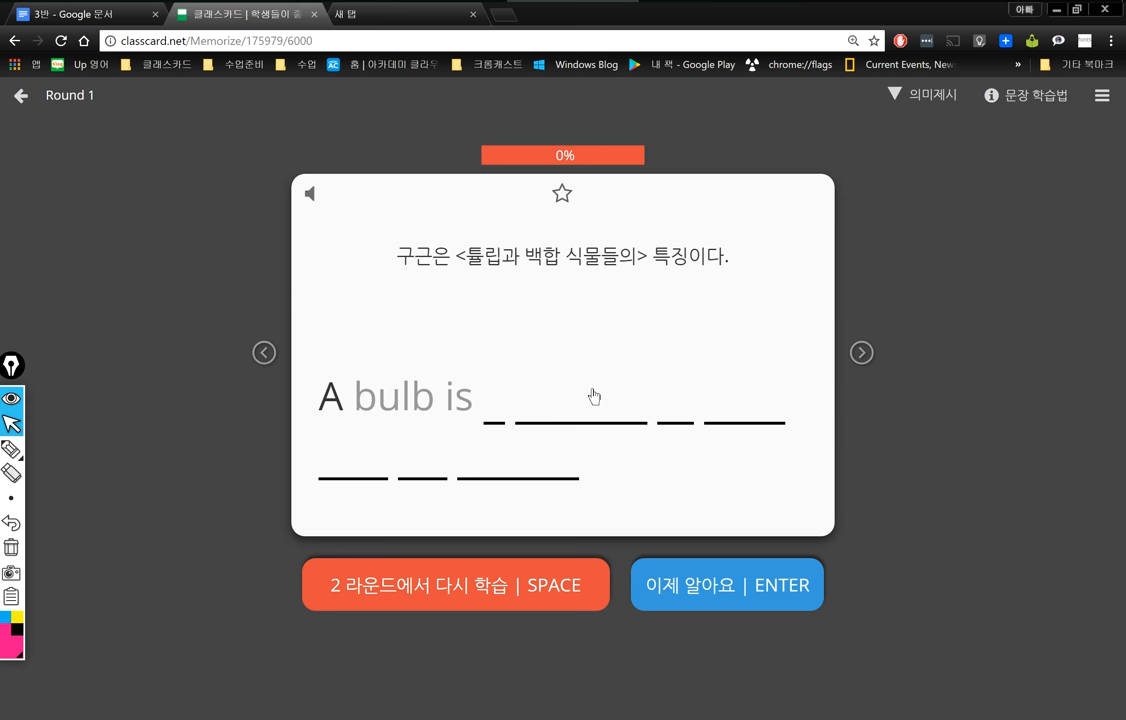 3반 - Google 문서
클래스카드 | 학생들이 좋
새 탭
아빠
classcard.net/Memorize/175979/6000
앱
Up 영어
클래스카드
수업준비
수업
홈 | 아카데미 클라우
크롬캐스트
Windows Blog
내 책 - Google Play
chrome://flags
Current Events, New
»
기타 북마크
Round 1
의미제시
문장 학습법
0%
구근은 <튤립과 백합 식물들의> 특징이다.
A bulb is
2 라운드에서 다시 학습 | SPACE
이제 알아요 | ENTER